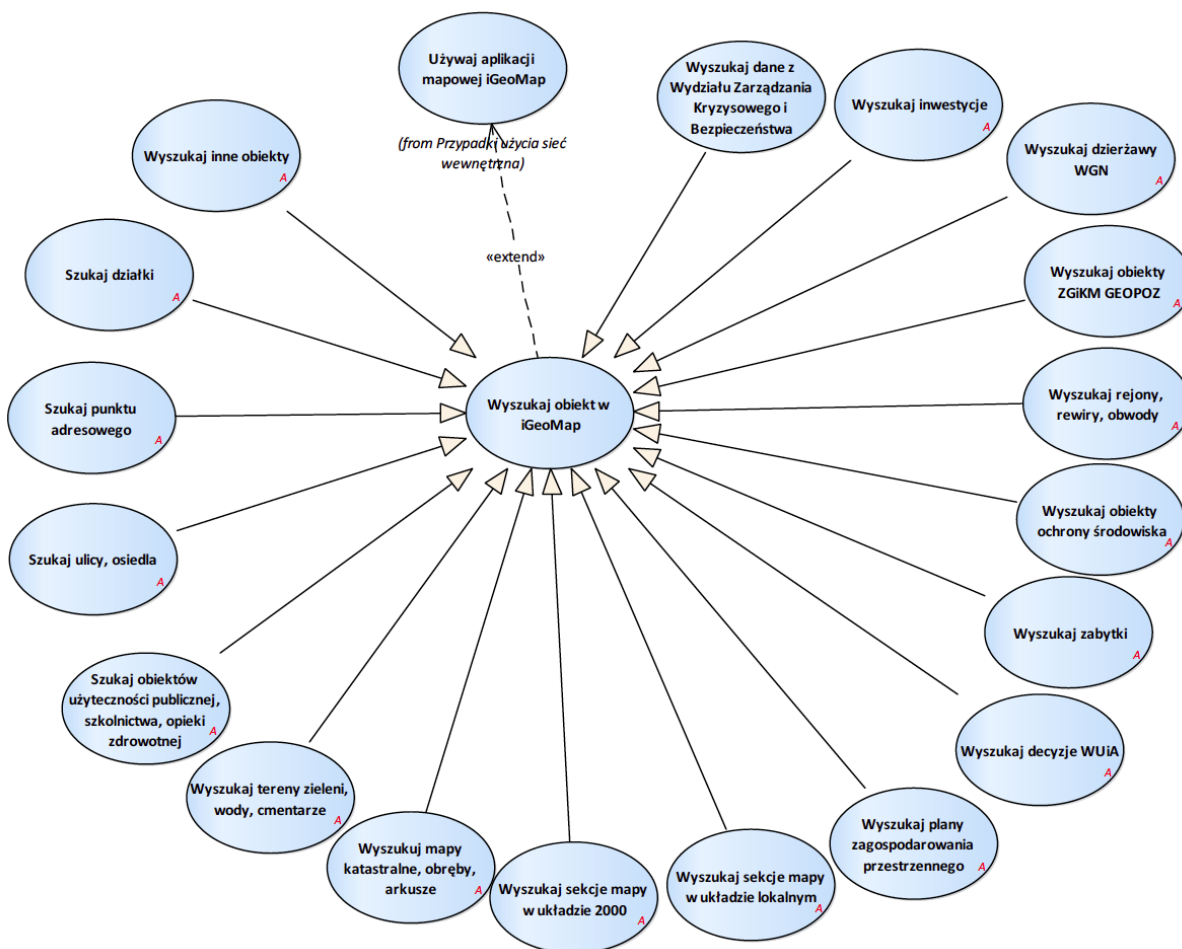 Używaj aplikacji
mapowej iGeoMap
(from Przypadki użycia sieć
wewnętrzna)
Wyszukaj dane z
Wydziału Zarządzania
Kryzysowego i
Bezpieczeństwa
Wyszukaj inwestycje
A
Wyszukaj inne obiekty
A
Wyszukaj dzierżawy
WGN
A
«extend»
Szukaj działki
A
Wyszukaj obiekty
ZGiKM GEOPOZ
A
Wyszukaj obiekt w
iGeoMap
Szukaj punktu
adresowego
A
Wyszukaj rejony,
rewiry, obwody
A
Szukaj ulicy, osiedla
A
Wyszukaj obiekty
ochrony środowiska
A
Wyszukaj zabytki
A
Szukaj obiektów
użyteczności publicznej,
szkolnictwa, opieki
zdrowotnej
A
Wyszukaj decyzje WUiA
A
Wyszukaj tereny zieleni,
wody, cmentarze
A
Wyszukuj mapy
katastralne, obręby,
arkusze
A
Wyszukaj sekcje mapy
w układzie 2000
A
Wyszukaj sekcje mapy
w układzie lokalnym
A
Wyszukaj plany
zagospodarowania
przestrzennego
A